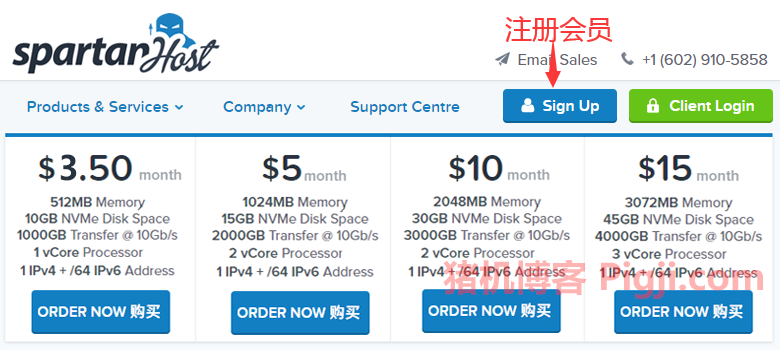 spartan Host
注册会员
Email Sales
+1 (602) 910-5858
Products & Services
Company
Support Centre
Sign Up
Client Login
$3.50 month
512MB Memory
10GB NVMe Disk Space
1000GB Transfer @ 10Gb/s
1 vCore Processor
1 IPv4 + /64 IPv6 Address
ORDER NOW 购买
$5 month
1024MB Memory
15GB NVMe Disk Space
2000GB Transfer @ 10Gb/s
2 vCore Processor
1 IPv4 + /64 IPv6 Address
ORDER NOW 购买
$10 month
2048MB Memory
30GB NVMe Disk Space
3000GB Transfer @ 10Gb/s
2 vCore Processor
1 IPv4 + /64 IPv6 Address
ORDER NOW 购买
$15 month
3072MB Memory
45GB NVMe Disk Space
4000GB Transfer @ 10Gb/s
3 vCore Processor
1 IPv4 + /64 IPv6 Address
ORDER NOW 购买
猪机博客 Pigji.com